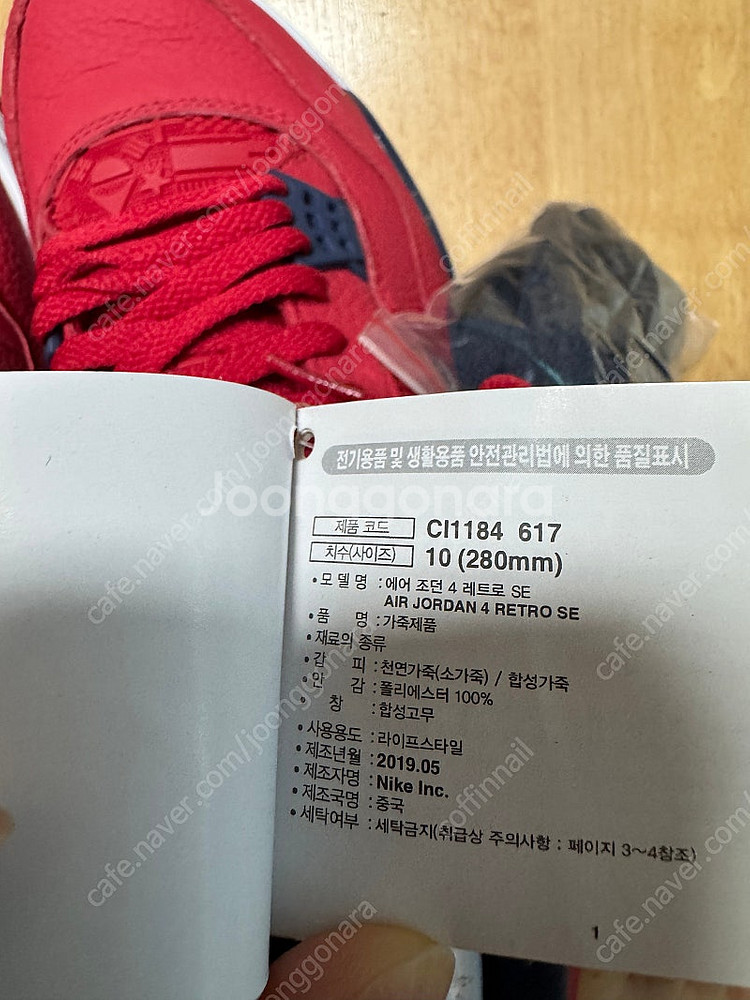 전기용품 및 생활용품 안전관리법에 의한 품질표시
Joonggonara
제품 코드 CI1184 617
치수(사이즈) 10 (280mm)
• 모 델 명 : 에어 조던 4 레트로 SE
AIR JORDAN 4 RETRO SE
• 품 명 : 가죽제품
• 재료의 종류
• 갑 피 : 천연가죽(소가죽) / 합성가죽
• 안 감 : 폴리에스터 100%
• 창 : 합성고무
• 사용용도 : 라이프스타일
• 제조년월 : 2019.05
• 제조자명 : Nike Inc.
• 제조국명 : 중국
• 세탁여부 : 세탁금지(취급상 주의사항 : 페이지 3~4참조)
1
cafe.naver.com/joonggonara
coffinnail